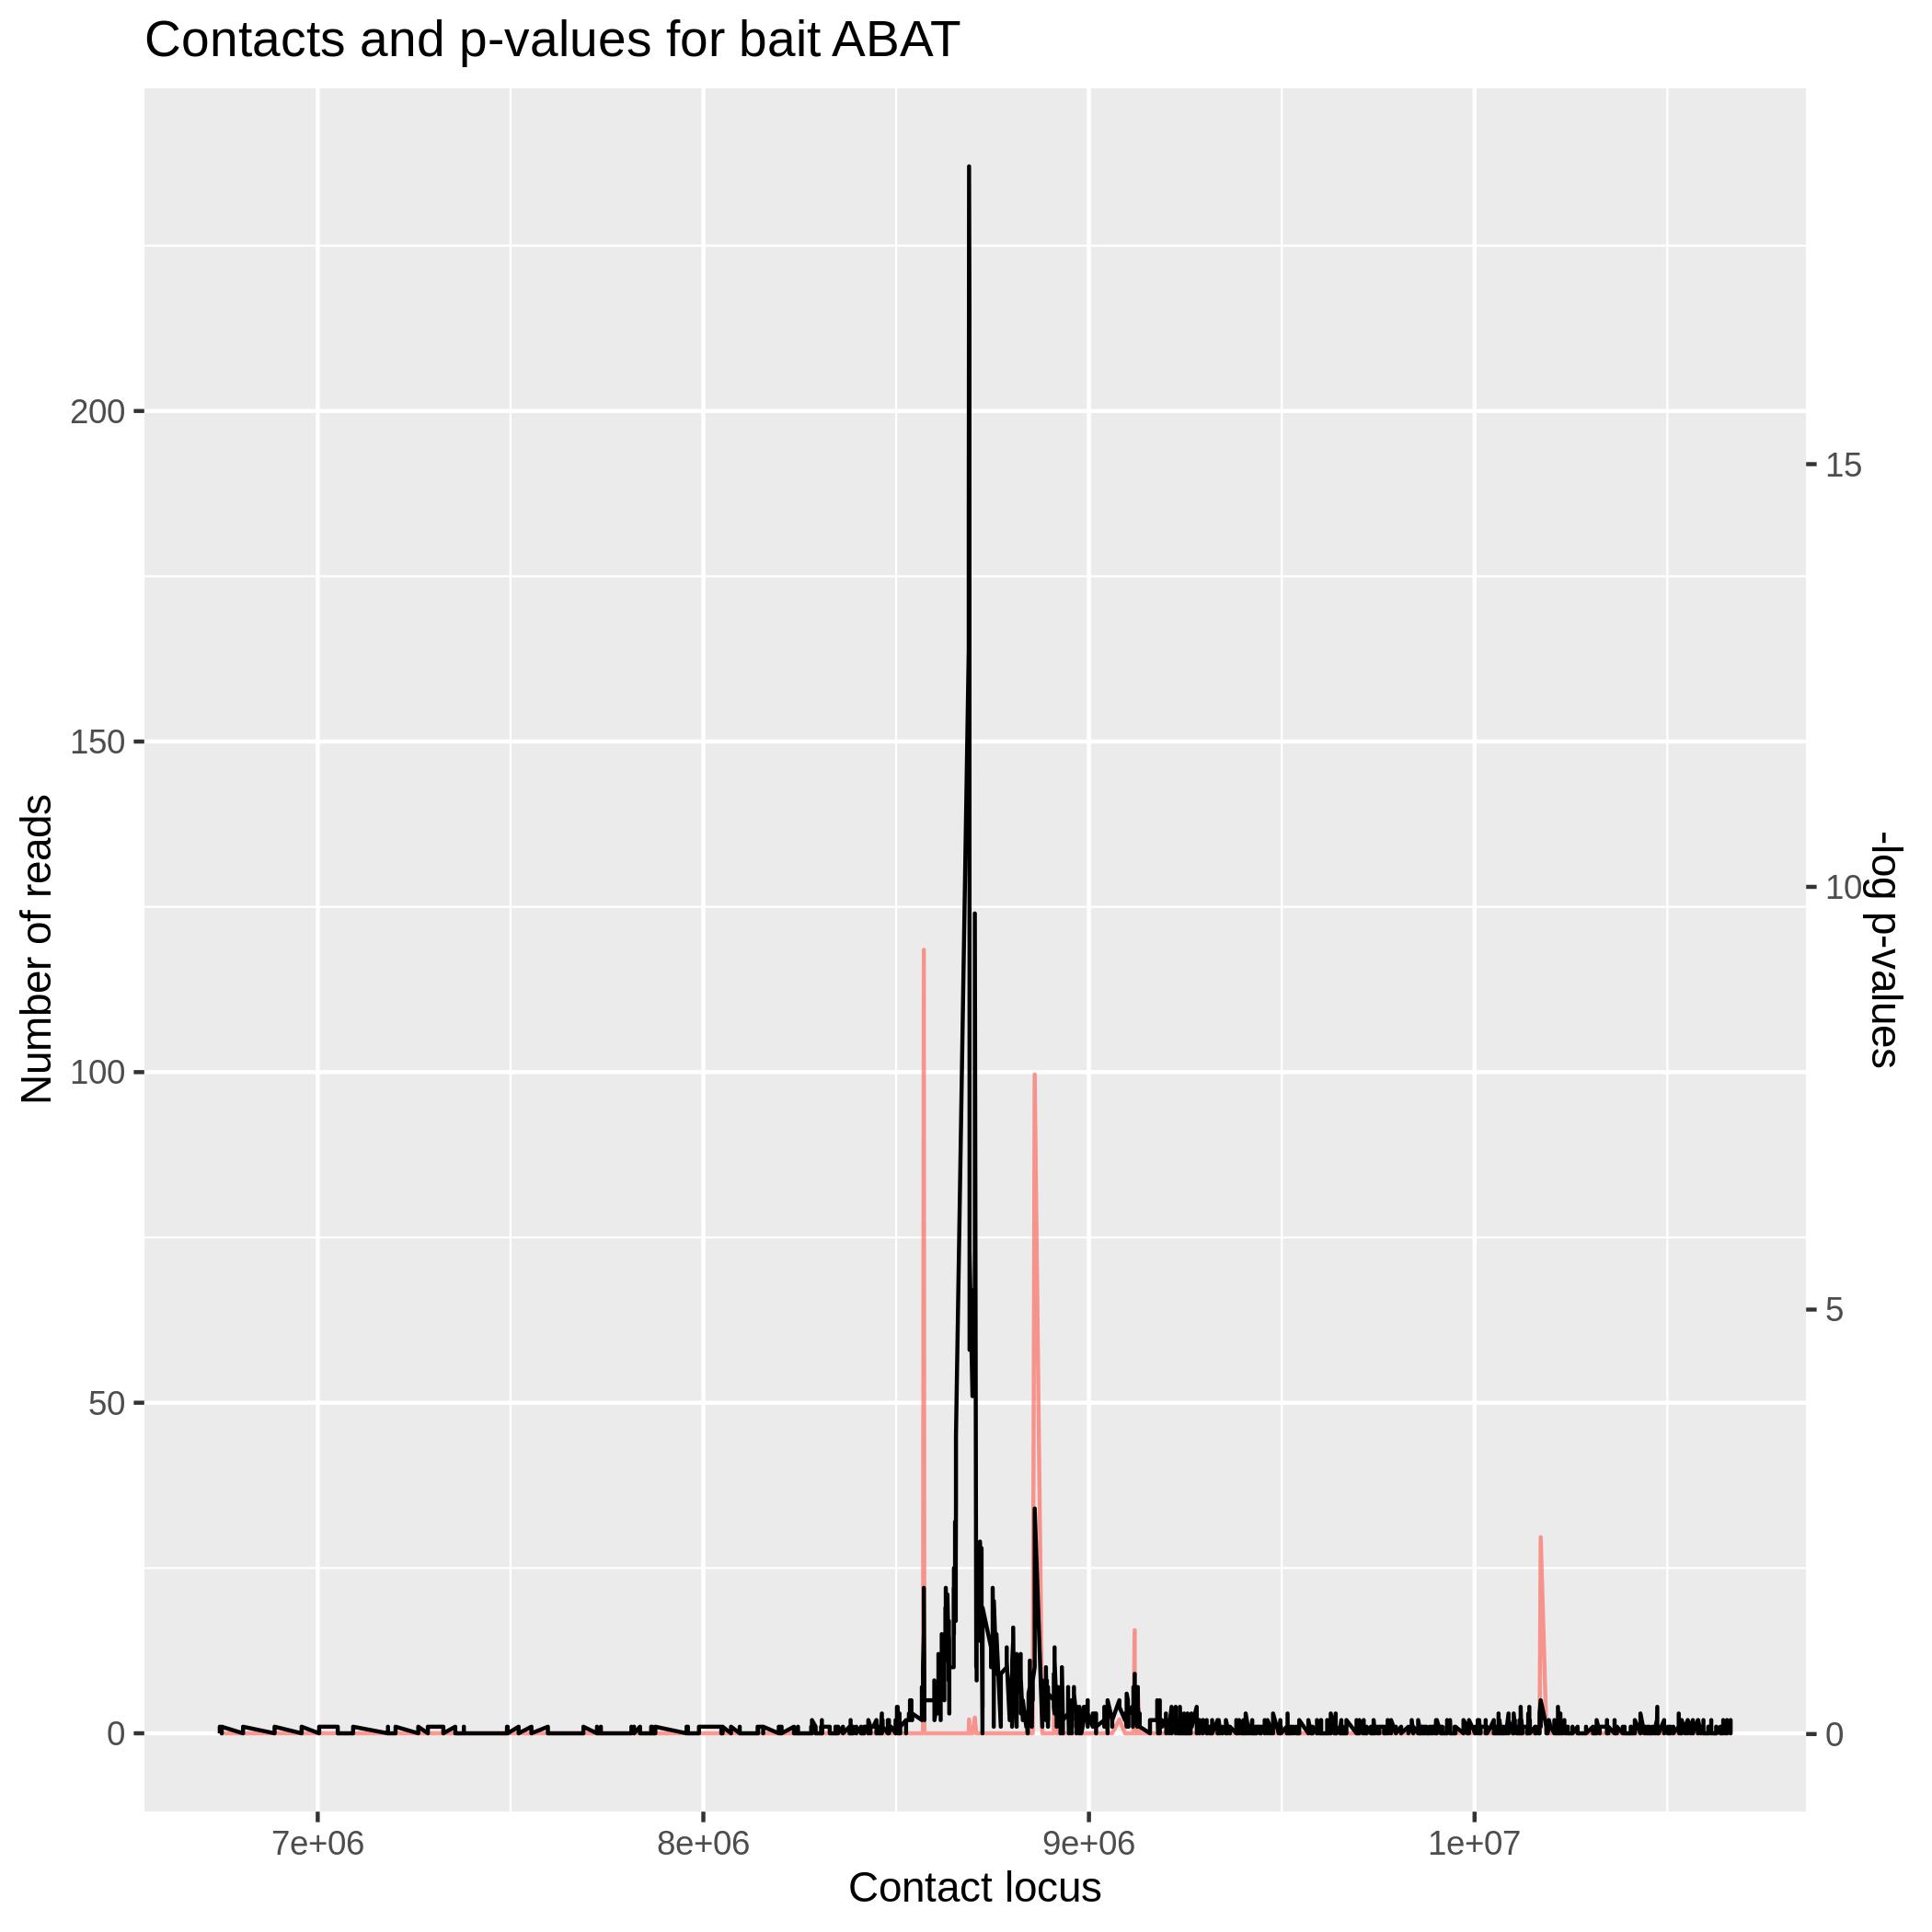 Contacts and p-values for bait ABAT
Number of reads
200
150
100
50
0
15
10
5
0
-log p-values
7e+06 8e+06 9e+06 1e+07
Contact locus